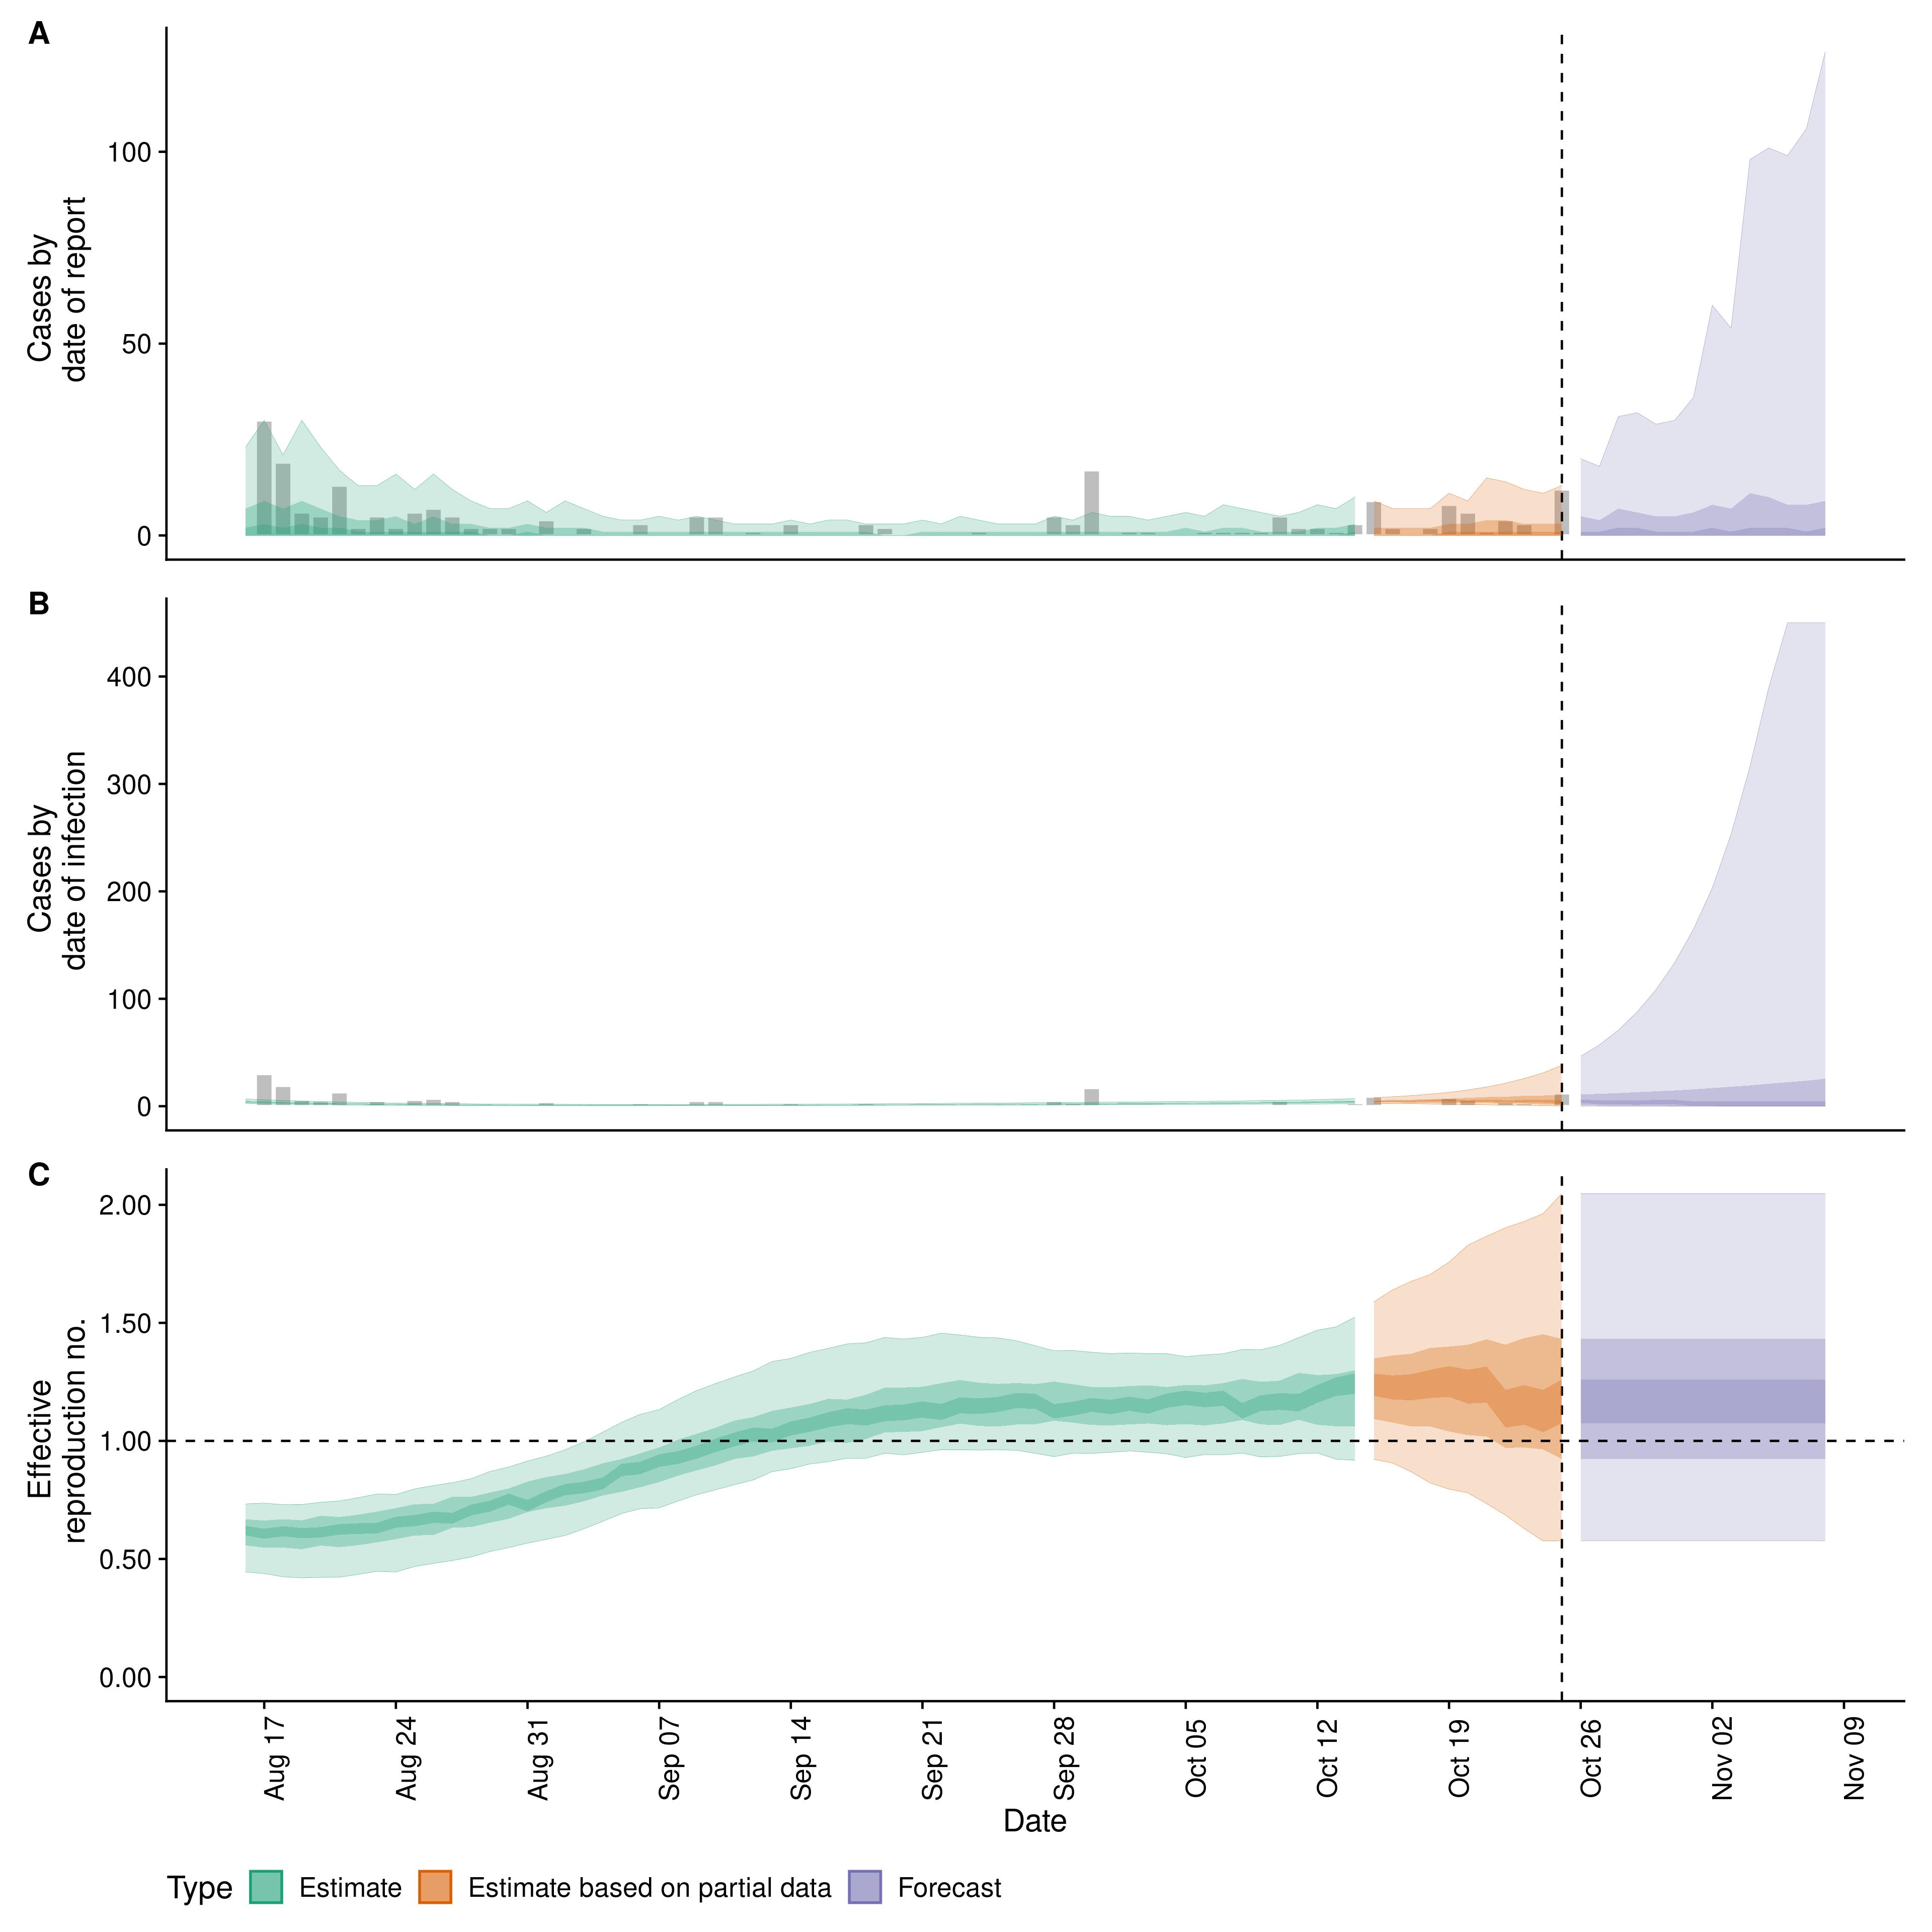 A
Cases by
date of report
100
50
0
B
Cases by
date of infection
400
300
200
100
0
C
Effective
reproduction no.
2.00
1.50
1.00
0.50
0.00
Aug 17
Aug 24
Aug 31
Sep 07
Sep 14
Sep 21
Sep 28
Oct 05
Oct 12
Oct 19
Oct 26
Nov 02
Nov 09
Date
Type Estimate Estimate based on partial data Forecast